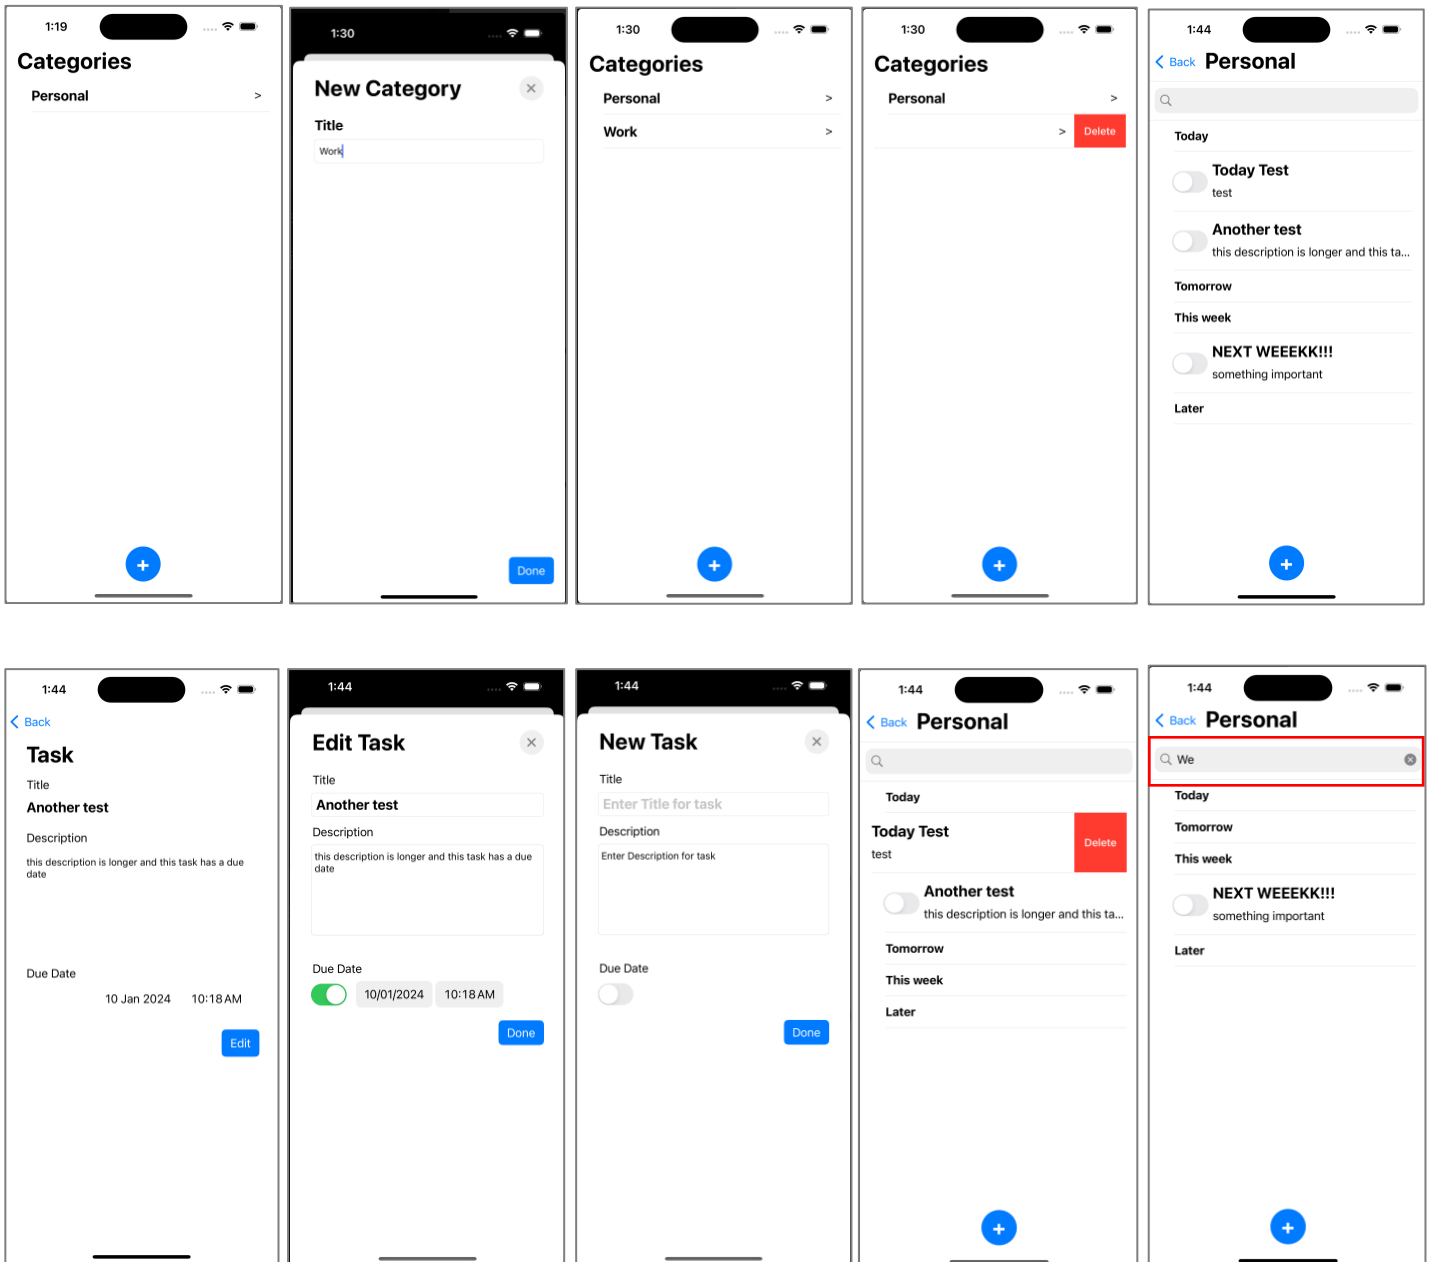 1:19
Categories
Personal >
+
1:30
New Category
Title
Work
Done
1:30
Categories
Personal >
Work >
+
1:30
Categories
Personal >
> Delete
+
1:44
< Back Personal
Today
Today Test
test
Another test
this description is longer and this ta...
Tomorrow
This week
NEXT WEEEKK!!!
something important
Later
+
1:44
< Back
Task
Title
Another test
Description
this description is longer and this task has a due
date
Due Date
10 Jan 2024 10:18 AM
Edit
1:44
Edit Task
Title
Another test
Description
this description is longer and this task has a due
date
Due Date
10/01/2024 10:18 AM
Done
1:44
New Task
Title
Enter Title for task
Description
Enter Description for task
Due Date
Done
1:44
< Back Personal
Today
Today Test
test
Delete
Another test
this description is longer and this ta...
Tomorrow
This week
Later
+
1:44
< Back Personal
We
Today
Tomorrow
This week
NEXT WEEEKK!!!
something important
Later
+